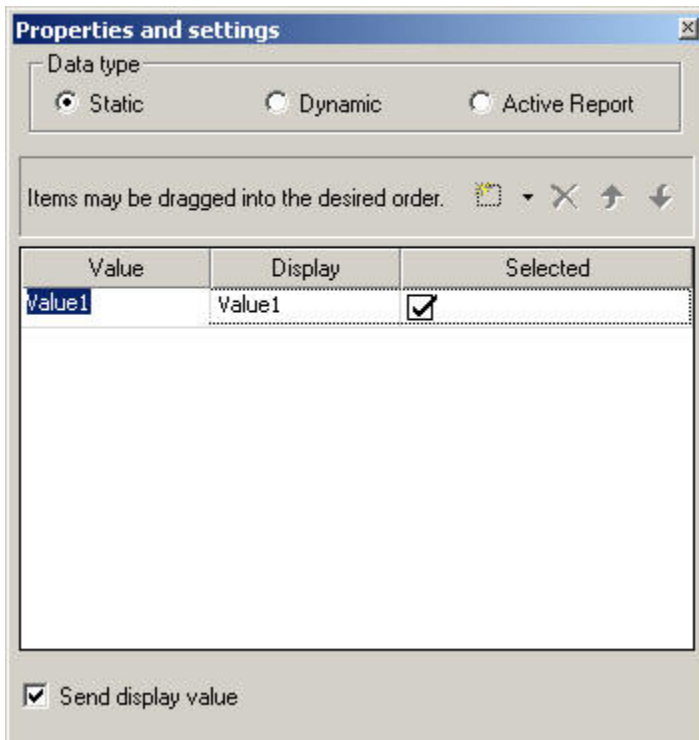 Properties and settings
Data type
Static Dynamic Active Report
Items may be dragged into the desired order.
Value Display Selected
Value1 Value1
Send display value